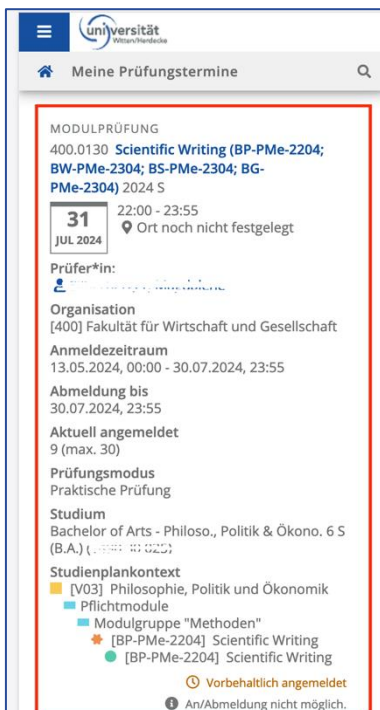 universität
Witten/Herdecke
Meine Prüfungstermine
MODULPRÜFUNG
400.0130 Scientific Writing (BP-PMe-2204;
BW-PMe-2304; BS-PMe-2304; BG-
PMe-2304) 2024 S
31
JUL 2024
22:00 - 23:55
Ort noch nicht festgelegt
Prüfer*in:
Organisation
[400] Fakultät für Wirtschaft und Gesellschaft
Anmeldezeitraum
13.05.2024, 00:00 - 30.07.2024, 23:55
Abmeldung bis
30.07.2024, 23:55
Aktuell angemeldet
9 (max. 30)
Prüfungsmodus
Praktische Prüfung
Studium
Bachelor of Arts - Philoso., Politik & Ökono. 6 S
(B.A.)
Studienplankontext
[V03] Philosophie, Politik und Ökonomik
Pflichtmodule
Modulgruppe "Methoden"
[BP-PMe-2204] Scientific Writing
[BP-PMe-2204] Scientific Writing
Vorbehaltlich angemeldet
An/Abmeldung nicht möglich.